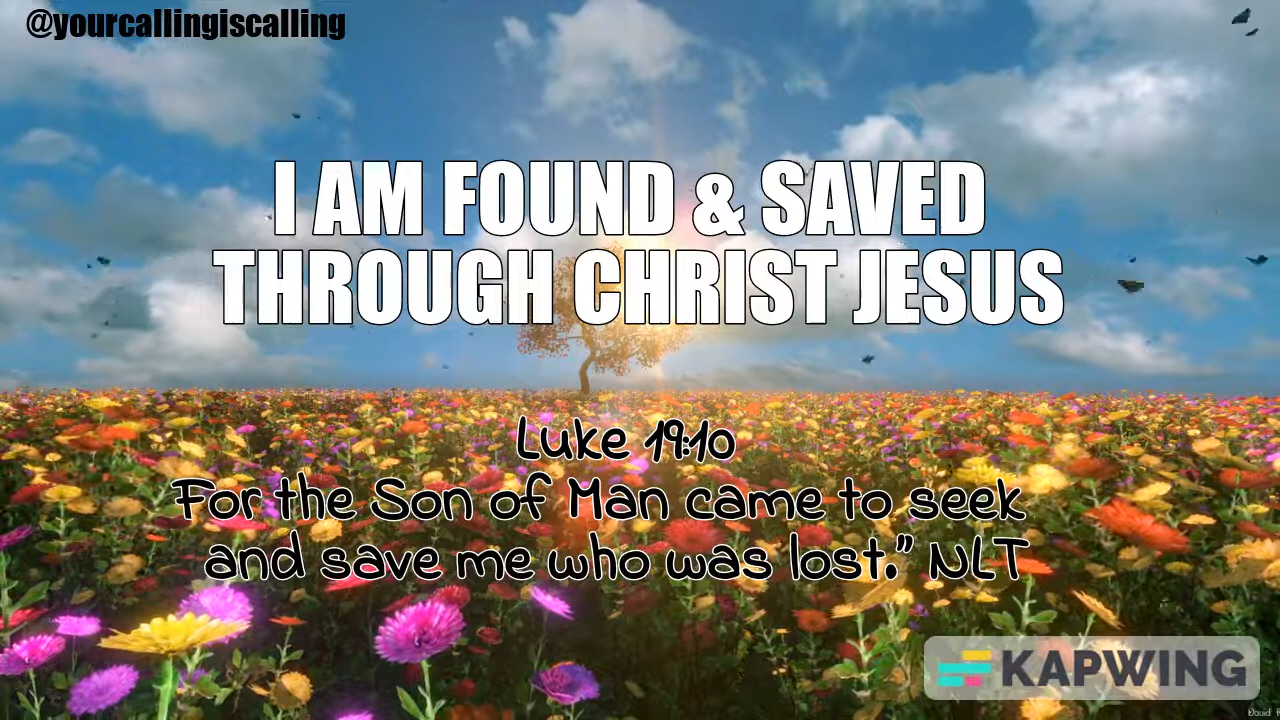 @yourcallingiscalling
I AM FOUND & SAVED
THROUGH CHRIST JESUS
Luke 19:10
For the Son of Man came to seek
and save me who was lost.” NLT
KAPWING
David